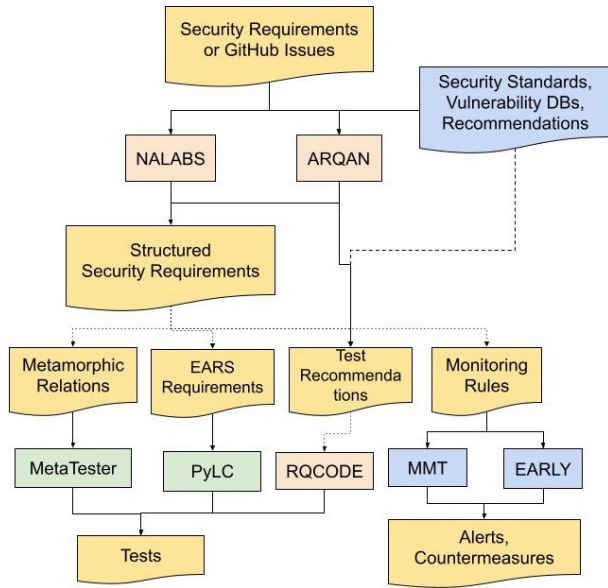 Security Requirements
or GitHub Issues
Security Standards,
Vulnerability DBs,
Recommendations
NALABS
ARQAN
Structured
Security Requirements
Metamorphic
Relations
EARS
Requirements
Test
Recommenda
tions
Monitoring
Rules
MetaTester
PyLC
RQCODE
MMT
EARLY
Tests
Alerts,
Countermeasures